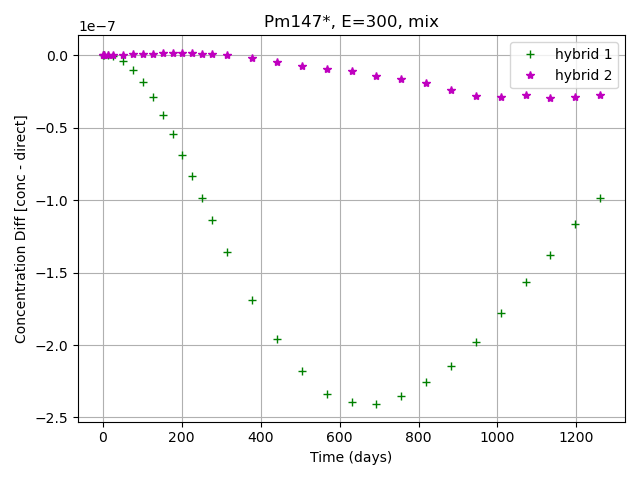 Pm147*, E=300, mix
1e−7
hybrid 1
hybrid 2
0.0
−0.5
−1.0
−1.5
−2.0
−2.5
Concentration Diff [conc - direct]
0
200
400
600
800
1000
1200
Time (days)